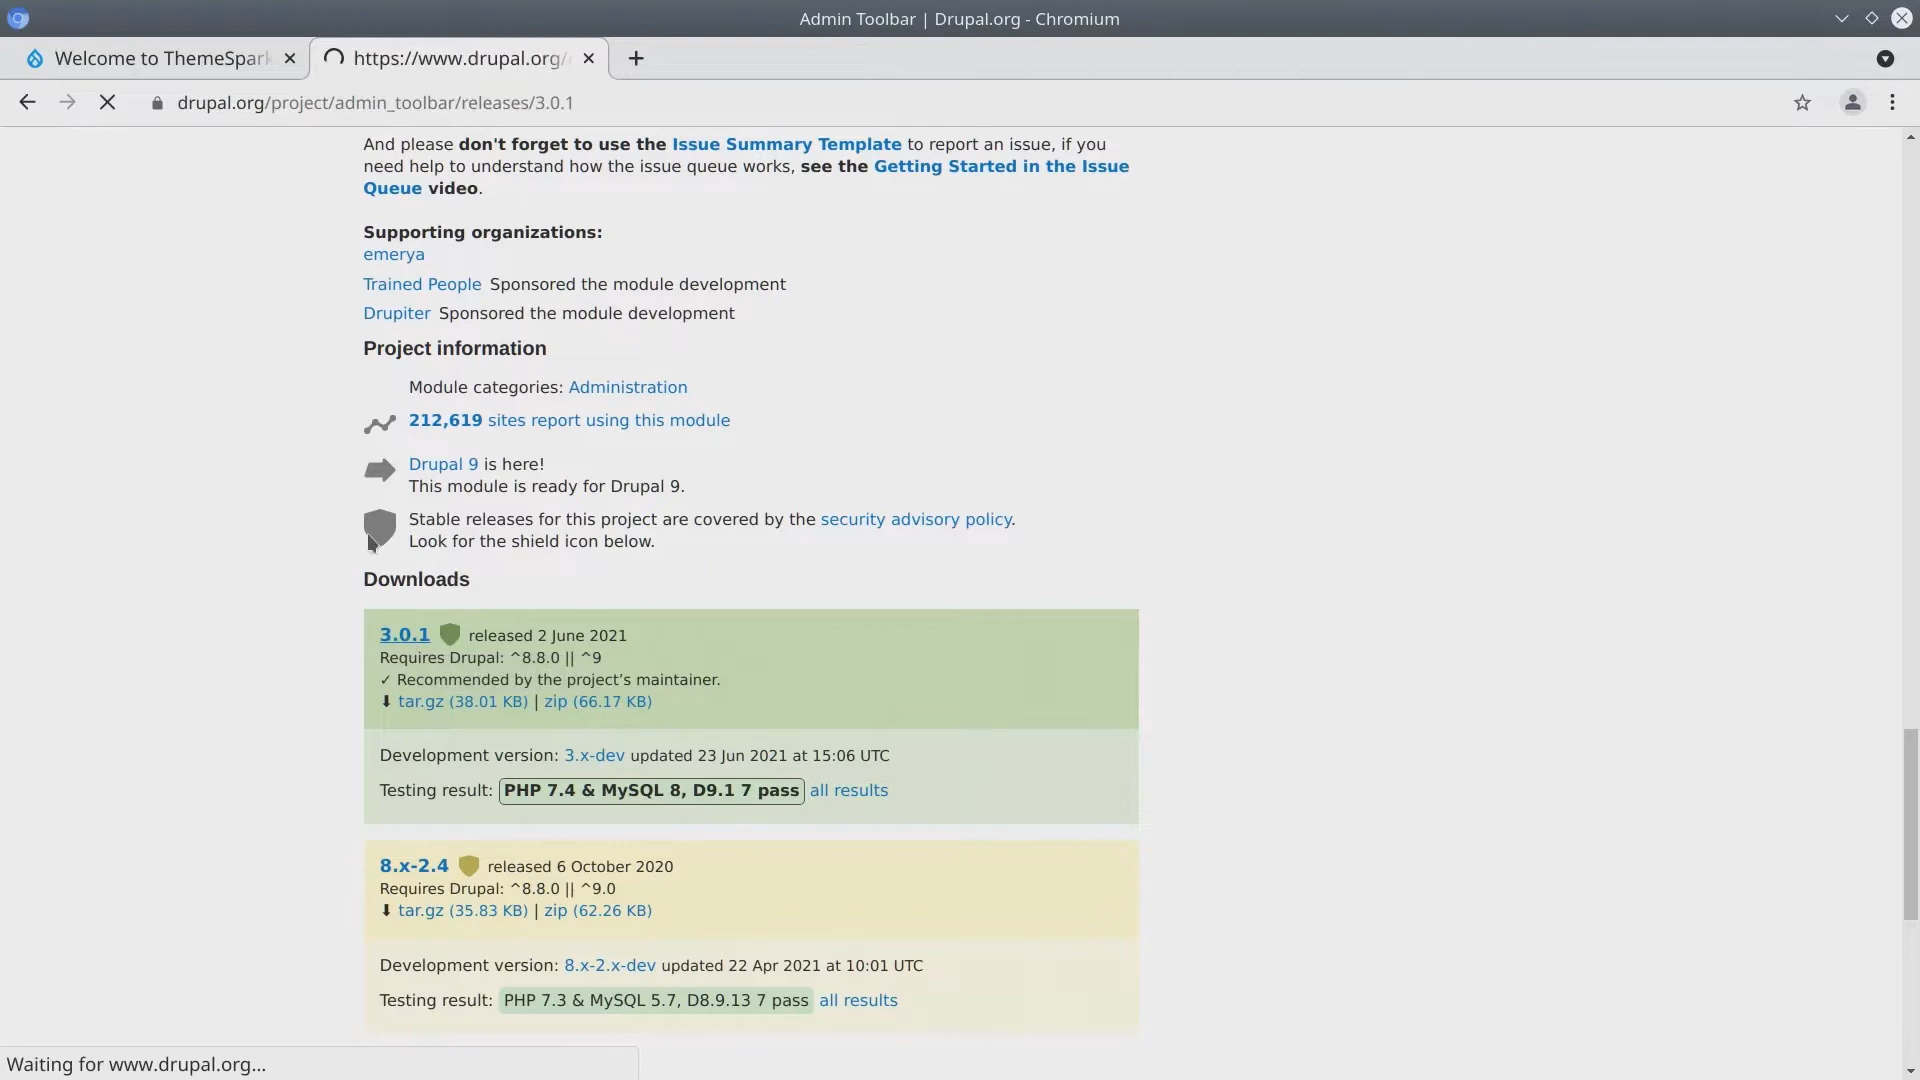 Admin Toolbar | Drupal.org - Chromium
Welcome to ThemeSpark
https://www.drupal.org/
drupal.org/project/admin_toolbar/releases/3.0.1
And please don't forget to use the Issue Summary Template to report an issue, if you
need help to understand how the issue queue works, see the Getting Started in the Issue
Queue video.
Supporting organizations:
emerya
Trained People Sponsored the module development
Drupiter Sponsored the module development
Project information
Module categories: Administration
212,619 sites report using this module
Drupal 9 is here!
This module is ready for Drupal 9.
Stable releases for this project are covered by the security advisory policy.
Look for the shield icon below.
Downloads
3.0.1 released 2 June 2021
Requires Drupal: ^8.8.0 || ^9
✓ Recommended by the project’s maintainer.
⬇ tar.gz (38.01 KB) | zip (66.17 KB)
Development version: 3.x-dev updated 23 Jun 2021 at 15:06 UTC
Testing result: PHP 7.4 & MySQL 8, D9.1 7 pass all results
8.x-2.4 released 6 October 2020
Requires Drupal: ^8.8.0 || ^9.0
⬇ tar.gz (35.83 KB) | zip (62.26 KB)
Development version: 8.x-2.x-dev updated 22 Apr 2021 at 10:01 UTC
Testing result: PHP 7.3 & MySQL 5.7, D8.9.13 7 pass all results
Waiting for www.drupal.org...